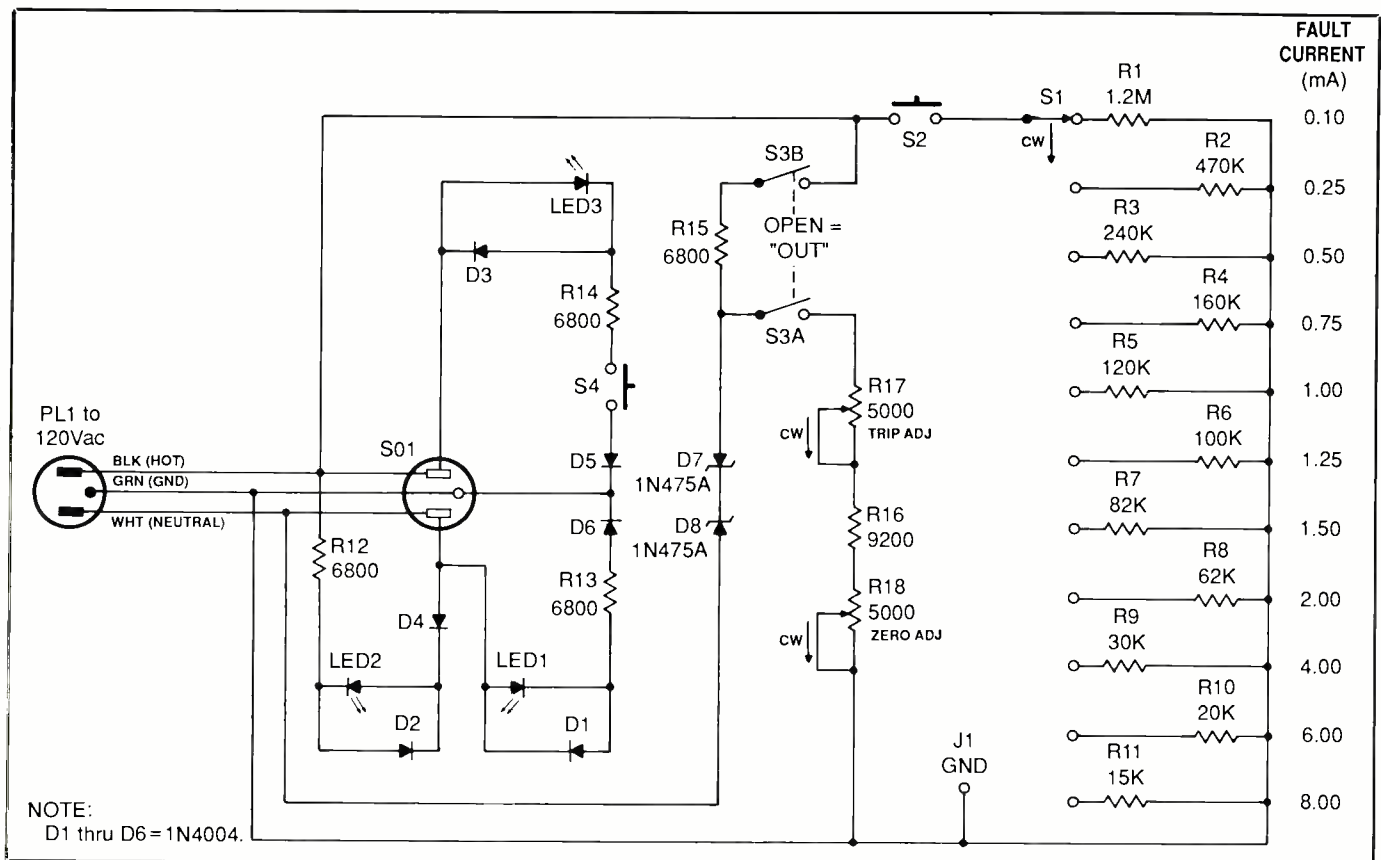 FAULT
CURRENT
(mA)
R1
1.2M
0.10
S1
CW
S2
R2
470K
0.25
S3B
LED3
R15
6800
OPEN =
"OUT"
R3
240K
0.50
D3
R14
6800
S3A
R4
160K
0.75
S4
R17
5000
TRIP ADJ
CW
R5
120K
1.00
PL1 to
120Vac
S01
BLK (HOT)
GRN (GND)
WHT (NEUTRAL)
D5
D7
1N475A
R6
100K
1.25
D6
D8
1N475A
R16
9200
R7
82K
1.50
R12
6800
R13
6800
R18
5000
ZERO ADJ
CW
R8
62K
2.00
D4
LED2
LED1
R9
30K
4.00
D2
D1
R10
20K
6.00
J1
GND
R11
15K
8.00
NOTE:
D1 thru D6=1N4004.